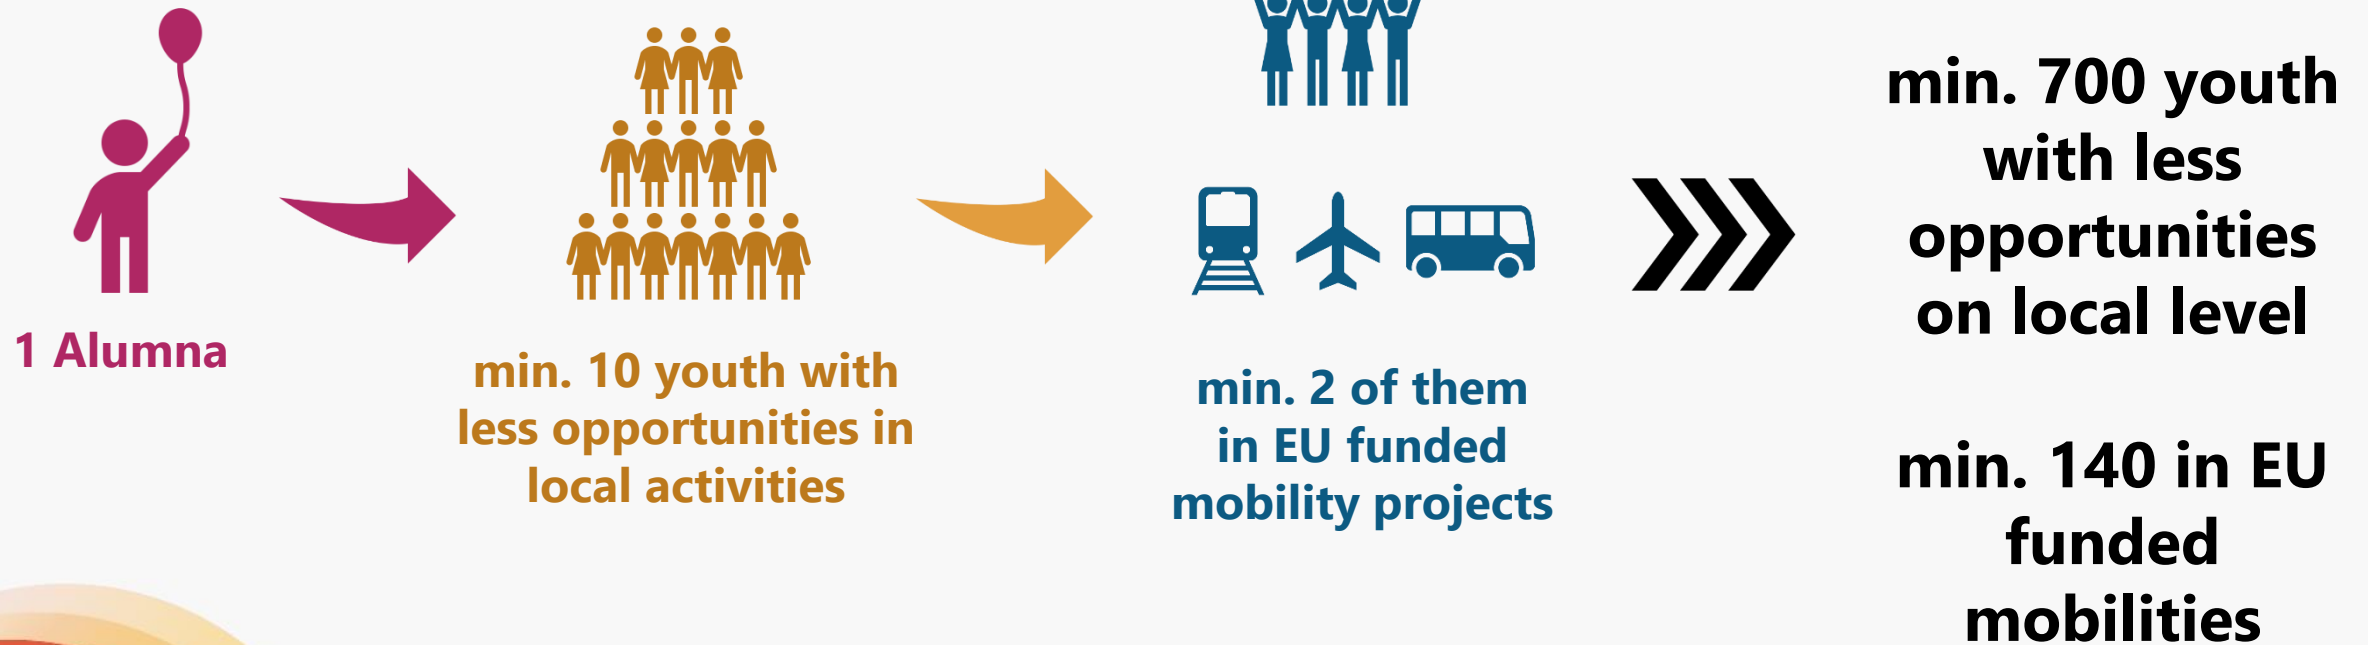 1 Alumna
min. 10 youth with
less opportunities in
local activities
min. 2 of them
in EU funded
mobility projects
min. 700 youth
with less
opportunities
on local level
min. 140 in EU
funded
mobilities